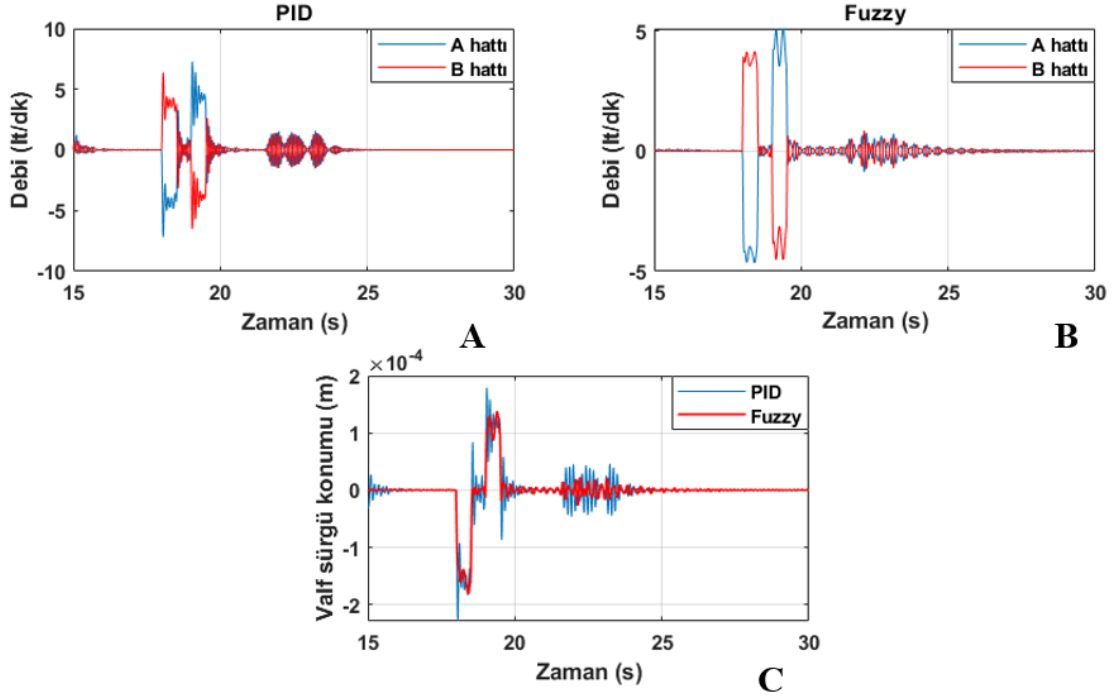 PID
A hattı
B hattı
Debi (lt/dk)
10
5
0
-5
-10
15
20
25
30
Zaman (s)
A
Fuzzy
A hattı
B hattı
Debi (lt/dk)
5
0
-5
15
20
25
30
Zaman (s)
B
×10-4
PID
Fuzzy
Valf sürgü konumu (m)
2
1
0
-1
-2
15
20
25
30
Zaman (s)
C